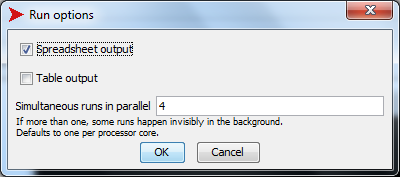 Run options
Spreadsheet output
Table output
Simultaneous runs in parallel 4
If more than one, some runs happen invisibly in the background.
Defaults to one per processor core.
OK Cancel